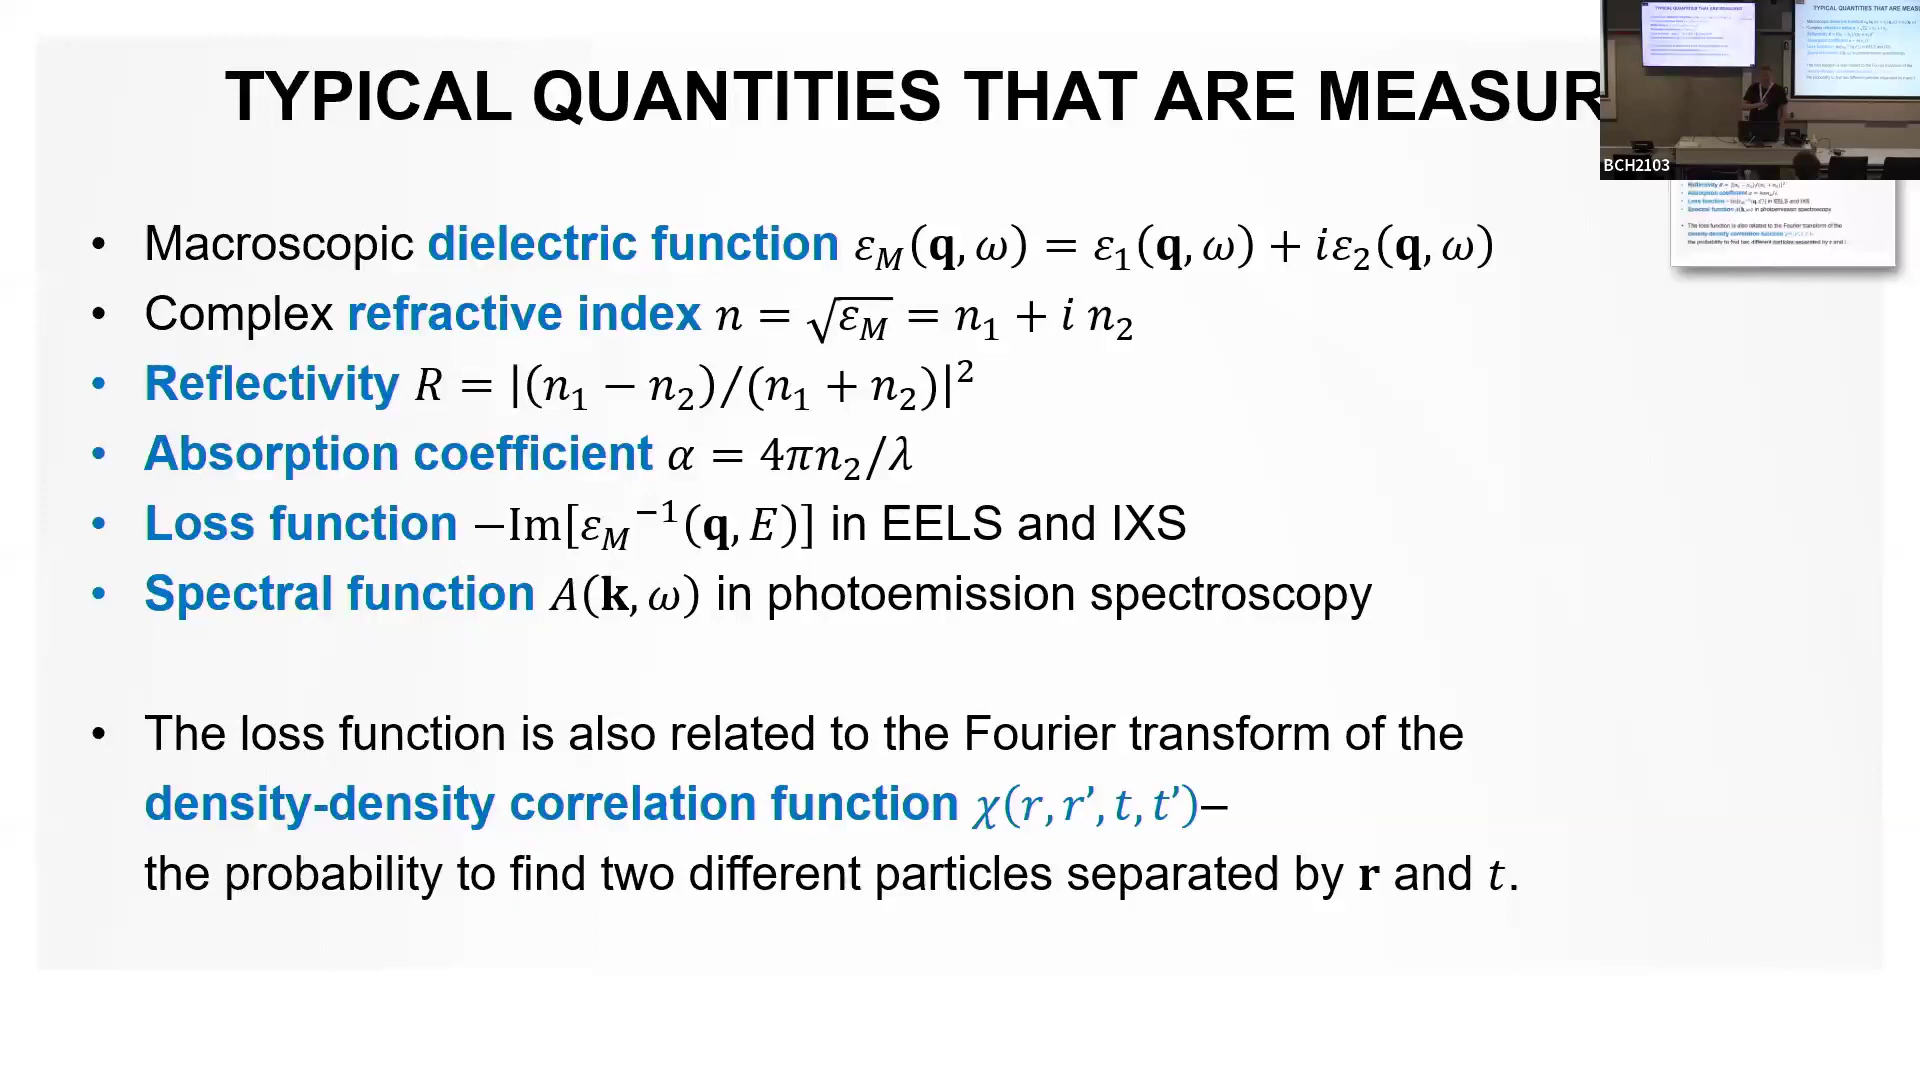 TYPICAL QUANTITIES THAT ARE MEASUR
BCH2103
• Macroscopic dielectric function ε_M(q, ω) = ε₁(q, ω) + iε₂(q, ω)
• Complex refractive index n = √ε_M = n₁ + i n₂
• Reflectivity R = |(n₁ − n₂)/(n₁ + n₂)|²
• Absorption coefficient α = 4πn₂/λ
• Loss function −Im[ε_M⁻¹(q, E)] in EELS and IXS
• Spectral function A(k, ω) in photoemission spectroscopy
• The loss function is also related to the Fourier transform of the
density-density correlation function χ(r, r’, t, t’)–
the probability to find two different particles separated by r and t.